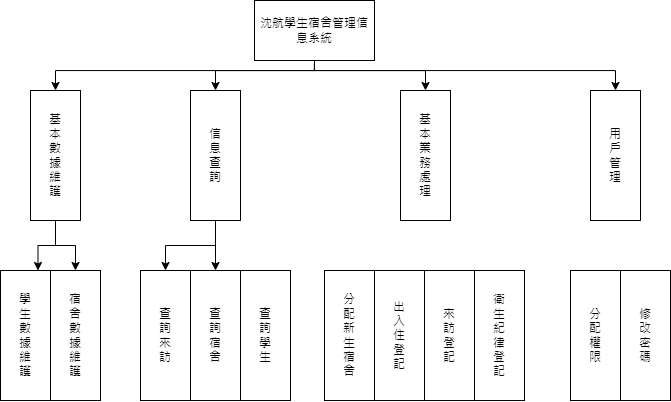 沈航學生宿舍管理信
息系統
基本數據維護
信息查詢
基本業務處理
用戶管理
學生數據維護
宿舍數據維護
查詢來訪
查詢宿舍
查詢學生
分配新生宿舍
出入住登記
來訪登記
衛生紀律登記
分配權限
修改密碼